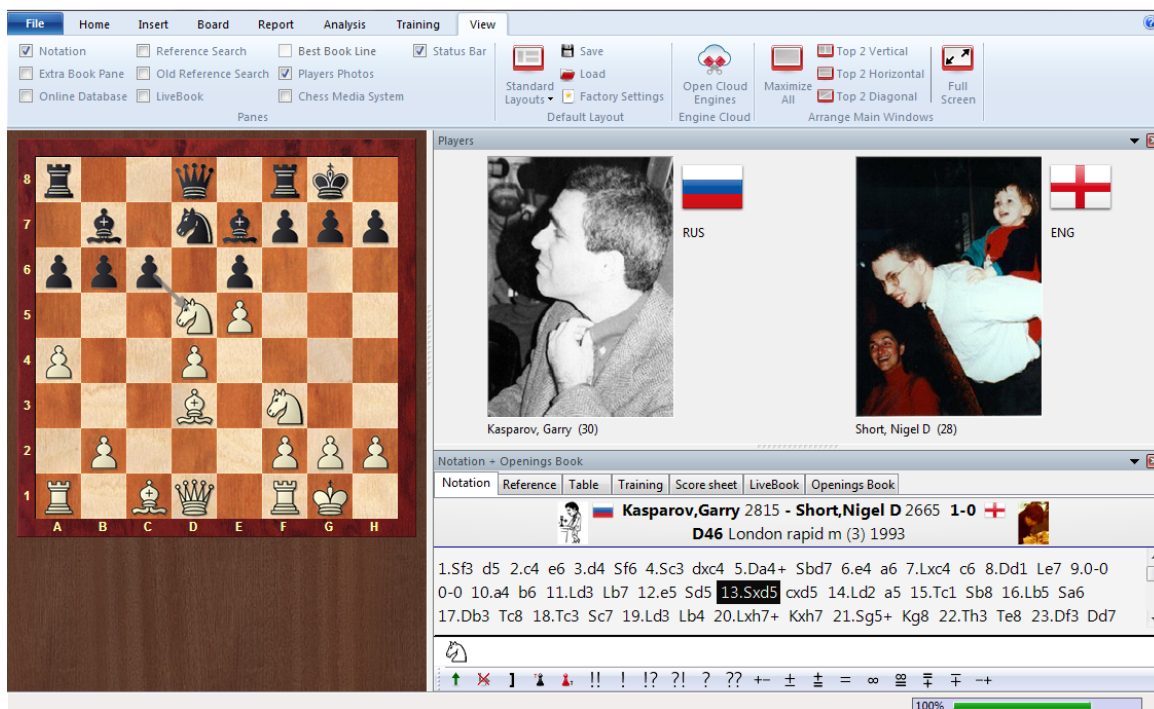 File Home Insert Board Report Analysis Training View
Notation Reference Search Best Book Line Status Bar
Extra Book Pane Old Reference Search Players Photos
Online Database LiveBook Chess Media System
Panes
Standard Layouts Save
Load
Factory Settings
Default Layout
Open Cloud Engines
Engine Cloud
Maximize All Top 2 Vertical
Top 2 Horizontal
Top 2 Diagonal
Full Screen
Arrange Main Windows
8
7
6
5
4
3
2
1
A B C D E F G H
Players
RUS
ENG
Kasparov, Garry (30)
Short, Nigel D (28)
Notation + Openings Book
Notation Reference Table Training Score sheet LiveBook Openings Book
Kasparov,Garry 2815 - Short,Nigel D 2665 1-0
D46 London rapid m (3) 1993
1.Sf3 d5 2.c4 e6 3.d4 Sf6 4.Sc3 dxc4 5.Da4+ Sbd7 6.e4 a6 7.Lxc4 c6 8.Dd1 Le7 9.0-0
0-0 10.a4 b6 11.Ld3 Lb7 12.e5 Sd5 13.Sxd5 cxd5 14.Ld2 a5 15.Tc1 Sb8 16.Lb5 Sa6
17.Db3 Tc8 18.Tc3 Sc7 19.Ld3 Lb4 20.Lxh7+ Kxh7 21.Sg5+ Kg8 22.Th3 Te8 23.Df3 Dd7
] !! ! !? ?! ? ?? +− ± ⩲ = ∞ ⯹ ⩱ ∓ −+
100%